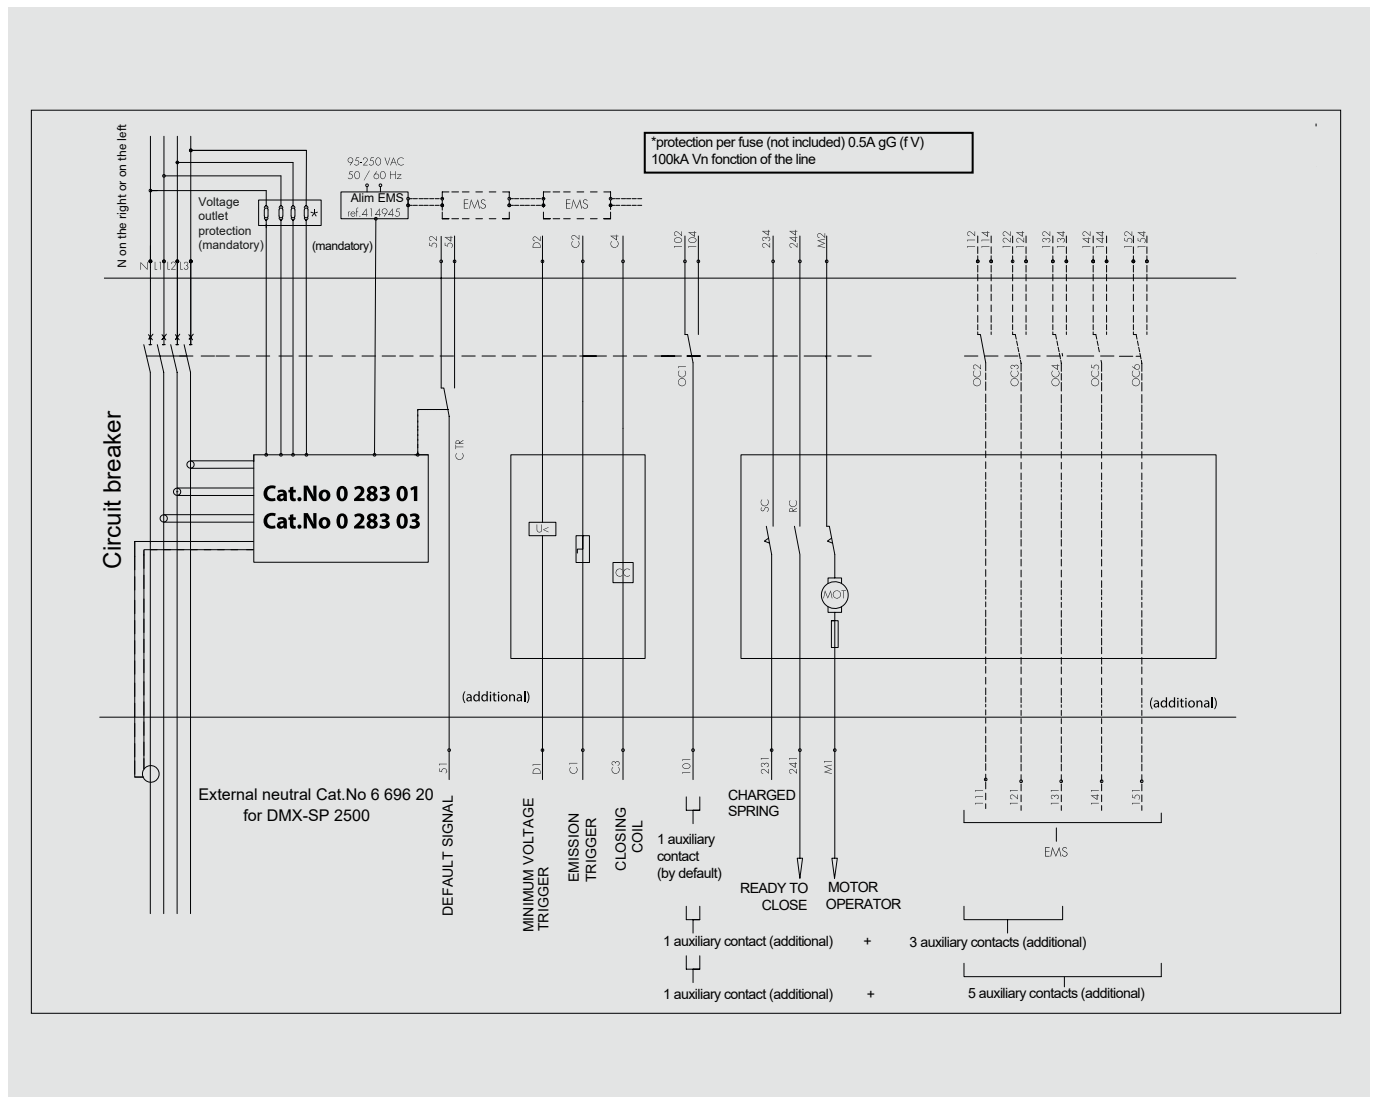 *protection per fuse (not included) 0.5A gG (f V)
100kA Vn fonction of the line
N on the right or on the left
95-250 VAC
50 / 60 Hz
Alim EMS
ref.414945
EMS
EMS
Voltage
outlet
protection
(mandatory)
*
(mandatory)
N
L1
L2
L3
52
54
D2
C2
C4
102
104
234
244
M2
112
114
122
124
132
134
142
144
152
154
OC1
OC2
OC3
OC4
OC5
OC6
Circuit breaker
C TR
Cat.No 0 283 01
Cat.No 0 283 03
U<
CC
SC
RC
MOT
(additional)
(additional)
51
D1
C1
C3
101
231
241
M1
111
121
131
141
151
External neutral Cat.No 6 696 20
for DMX-SP 2500
DEFAULT SIGNAL
MINIMUM VOLTAGE
TRIGGER
EMISSION
TRIGGER
CLOSING
COIL
1 auxiliary
contact
(by default)
CHARGED
SPRING
READY TO
CLOSE
MOTOR
OPERATOR
EMS
1 auxiliary contact (additional) + 3 auxiliary contacts (additional)
1 auxiliary contact (additional) + 5 auxiliary contacts (additional)